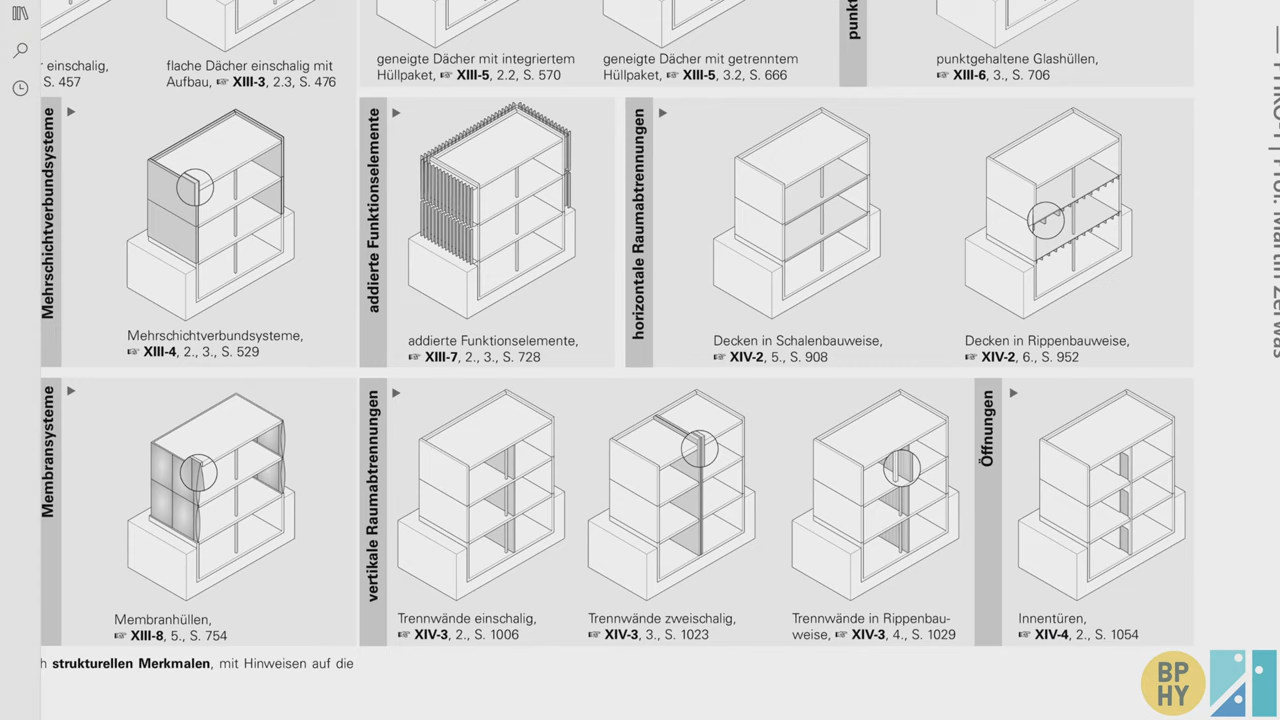 einschalig,
S. 457
flache Dächer einschalig mit
Aufbau, ☞ XIII-3, 2.3, S. 476
geneigte Dächer mit integriertem
Hüllpaket, ☞ XIII-5, 2.2, S. 570
geneigte Dächer mit getrenntem
Hüllpaket, ☞ XIII-5, 3.2, S. 666
punkt
punktgehaltene Glashüllen,
☞ XIII-6, 3., S. 706
Mehrschichtverbundsysteme
Mehrschichtverbundsysteme,
☞ XIII-4, 2., 3., S. 529
addierte Funktionselemente
addierte Funktionselemente,
☞ XIII-7, 2., 3., S. 728
horizontale Raumabtrennungen
Decken in Schalenbauweise,
☞ XIV-2, 5., S. 908
Decken in Rippenbauweise,
☞ XIV-2, 6., S. 952
Membransysteme
Membranhüllen,
☞ XIII-8, 5., S. 754
vertikale Raumabtrennungen
Trennwände einschalig,
☞ XIV-3, 2., S. 1006
Trennwände zweischalig,
☞ XIV-3, 3., S. 1023
Trennwände in Rippenbau-
weise, ☞ XIV-3, 4., S. 1029
Öffnungen
Innentüren,
☞ XIV-4, 2., S. 1054
h strukturellen Merkmalen, mit Hinweisen auf die
BP
HY